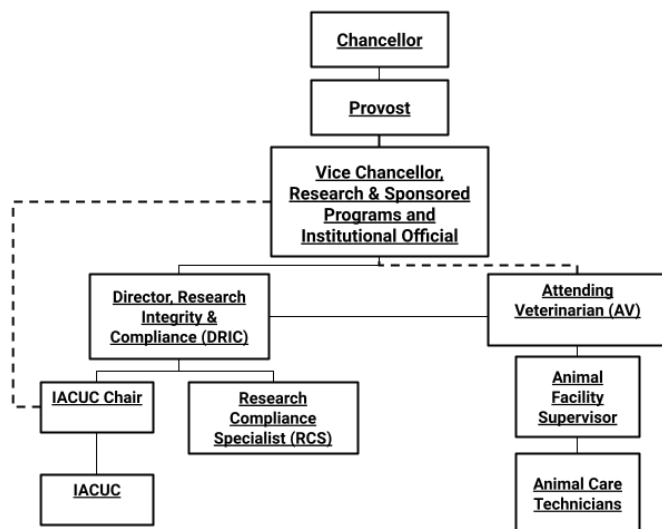 Chancellor
Provost
Vice Chancellor,
Research & Sponsored
Programs and
Institutional Official
Director, Research
Integrity &
Compliance (DRIC)
Attending
Veterinarian (AV)
IACUC Chair
Research
Compliance
Specialist (RCS)
Animal
Facility
Supervisor
IACUC
Animal Care
Technicians